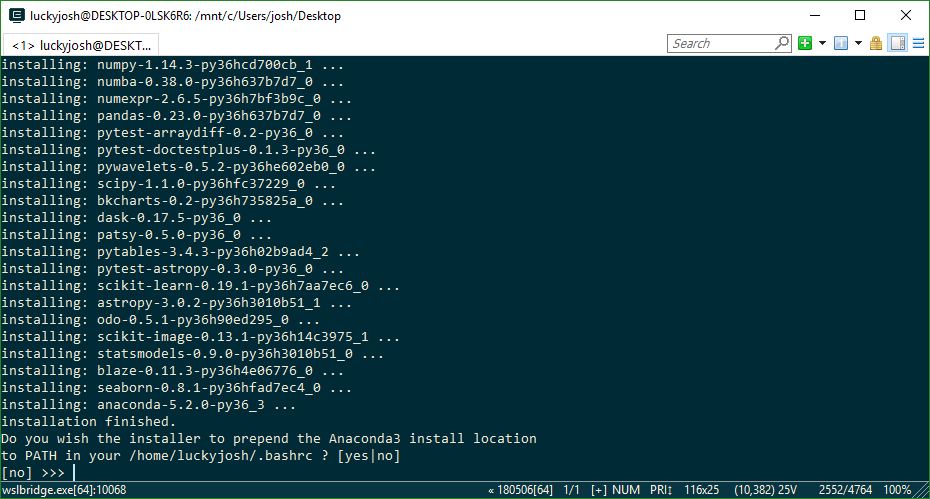 luckyjosh@DESKTOP-0LSK6R6: /mnt/c/Users/josh/Desktop
<1> luckyjosh@DESKT...
Search
installing: numpy-1.14.3-py36hcd700cb_1 ...
installing: numba-0.38.0-py36h637b7d7_0 ...
installing: numexpr-2.6.5-py36h7bf3b9c_0 ...
installing: pandas-0.23.0-py36h637b7d7_0 ...
installing: pytest-arraydiff-0.2-py36_0 ...
installing: pytest-doctestplus-0.1.3-py36_0 ...
installing: pywavelets-0.5.2-py36he602eb0_0 ...
installing: scipy-1.1.0-py36hfc37229_0 ...
installing: bkcharts-0.2-py36h735825a_0 ...
installing: dask-0.17.5-py36_0 ...
installing: patsy-0.5.0-py36_0 ...
installing: pytables-3.4.3-py36h02b9ad4_2 ...
installing: pytest-astropy-0.3.0-py36_0 ...
installing: scikit-learn-0.19.1-py36h7aa7ec6_0 ...
installing: astropy-3.0.2-py36h3010b51_1 ...
installing: odo-0.5.1-py36h90ed295_0 ...
installing: scikit-image-0.13.1-py36h14c3975_1 ...
installing: statsmodels-0.9.0-py36h3010b51_0 ...
installing: blaze-0.11.3-py36h4e06776_0 ...
installing: seaborn-0.8.1-py36hfad7ec4_0 ...
installing: anaconda-5.2.0-py36_3 ...
installation finished.
Do you wish the installer to prepend the Anaconda3 install location
to PATH in your /home/luckyjosh/.bashrc ? [yes|no]
[no] >>>
wslbridge.exe[64]:10068 « 180506[64] 1/1 [+] NUM PRI↕ 116x25 (10,382) 25V 2552/4764 100%